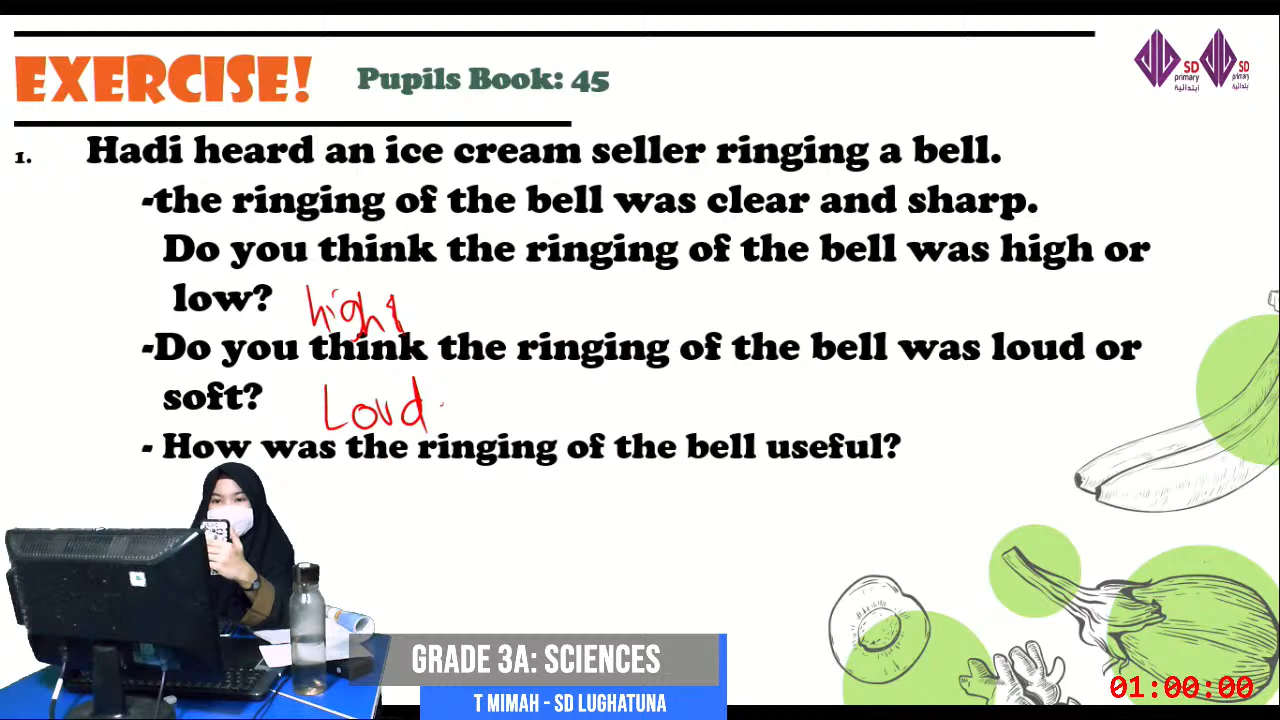 EXERCISE!
Pupils Book: 45
SD
primary
ابتدائية
SD
primary
ابتدائية
1. Hadi heard an ice cream seller ringing a bell.
-the ringing of the bell was clear and sharp.
Do you think the ringing of the bell was high or
low? high
-Do you think the ringing of the bell was loud or
soft? Loud
- How was the ringing of the bell useful?
GRADE 3A: SCIENCES
T MIMAH - SD LUGHATUNA
01:00:00